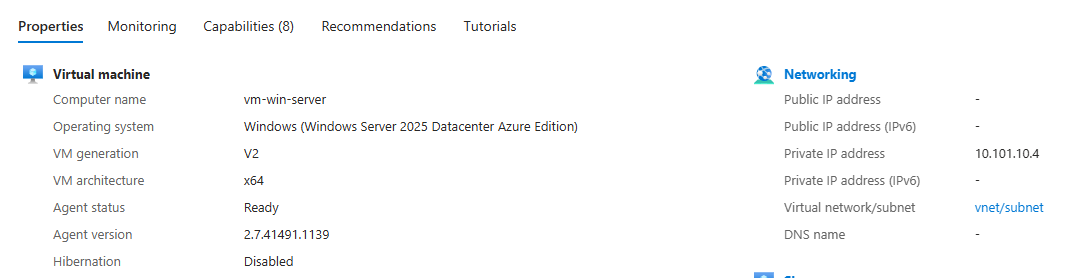 Properties Monitoring Capabilities (8) Recommendations Tutorials
Virtual machine
Computer name vm-win-server
Operating system Windows (Windows Server 2025 Datacenter Azure Edition)
VM generation V2
VM architecture x64
Agent status Ready
Agent version 2.7.41491.1139
Hibernation Disabled
Networking
Public IP address -
Public IP address (IPv6) -
Private IP address 10.101.10.4
Private IP address (IPv6) -
Virtual network/subnet vnet/subnet
DNS name -